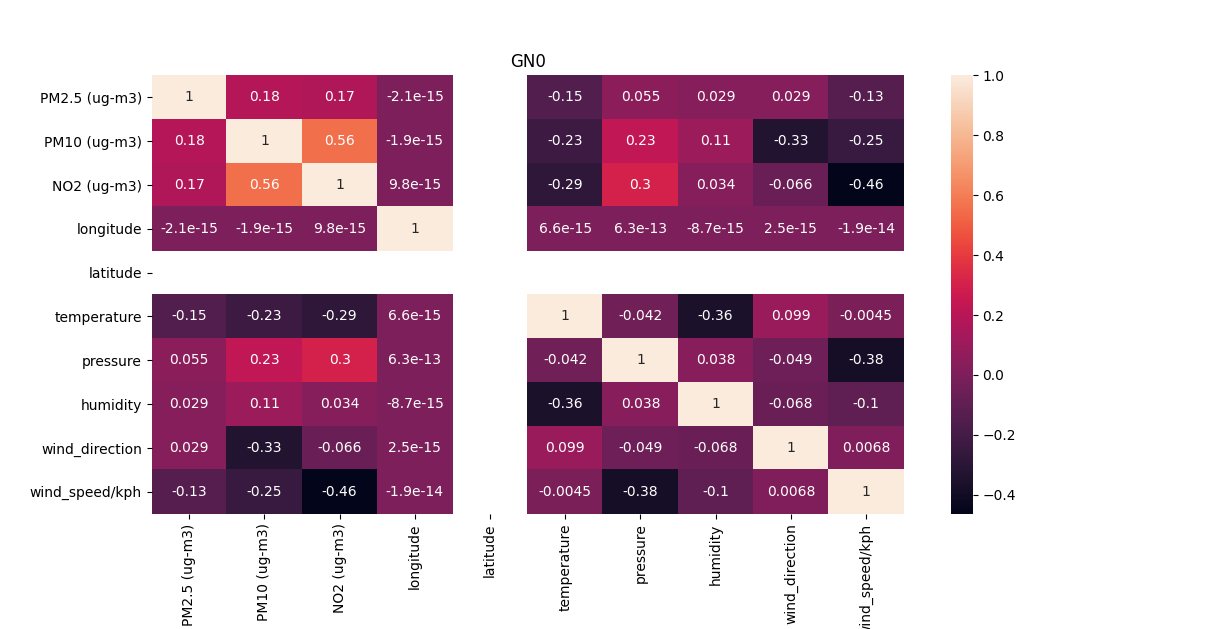 GN0
PM2.5 (ug-m3) 1 0.18 0.17 -2.1e-15 -0.15 0.055 0.029 0.029 -0.13
PM10 (ug-m3) 0.18 1 0.56 -1.9e-15 -0.23 0.23 0.11 -0.33 -0.25
NO2 (ug-m3) 0.17 0.56 1 9.8e-15 -0.29 0.3 0.034 -0.066 -0.46
longitude -2.1e-15 -1.9e-15 9.8e-15 1 6.6e-15 6.3e-13 -8.7e-15 2.5e-15 -1.9e-14
latitude
temperature -0.15 -0.23 -0.29 6.6e-15 1 -0.042 -0.36 0.099 -0.0045
pressure 0.055 0.23 0.3 6.3e-13 -0.042 1 0.038 -0.049 -0.38
humidity 0.029 0.11 0.034 -8.7e-15 -0.36 0.038 1 -0.068 -0.1
wind_direction 0.029 -0.33 -0.066 2.5e-15 0.099 -0.049 -0.068 1 0.0068
wind_speed/kph -0.13 -0.25 -0.46 -1.9e-14 -0.0045 -0.38 -0.1 0.0068 1
PM2.5 (ug-m3)
PM10 (ug-m3)
NO2 (ug-m3)
longitude
latitude
temperature
pressure
humidity
wind_direction
wind_speed/kph
1.0
0.8
0.6
0.4
0.2
0.0
−0.2
−0.4